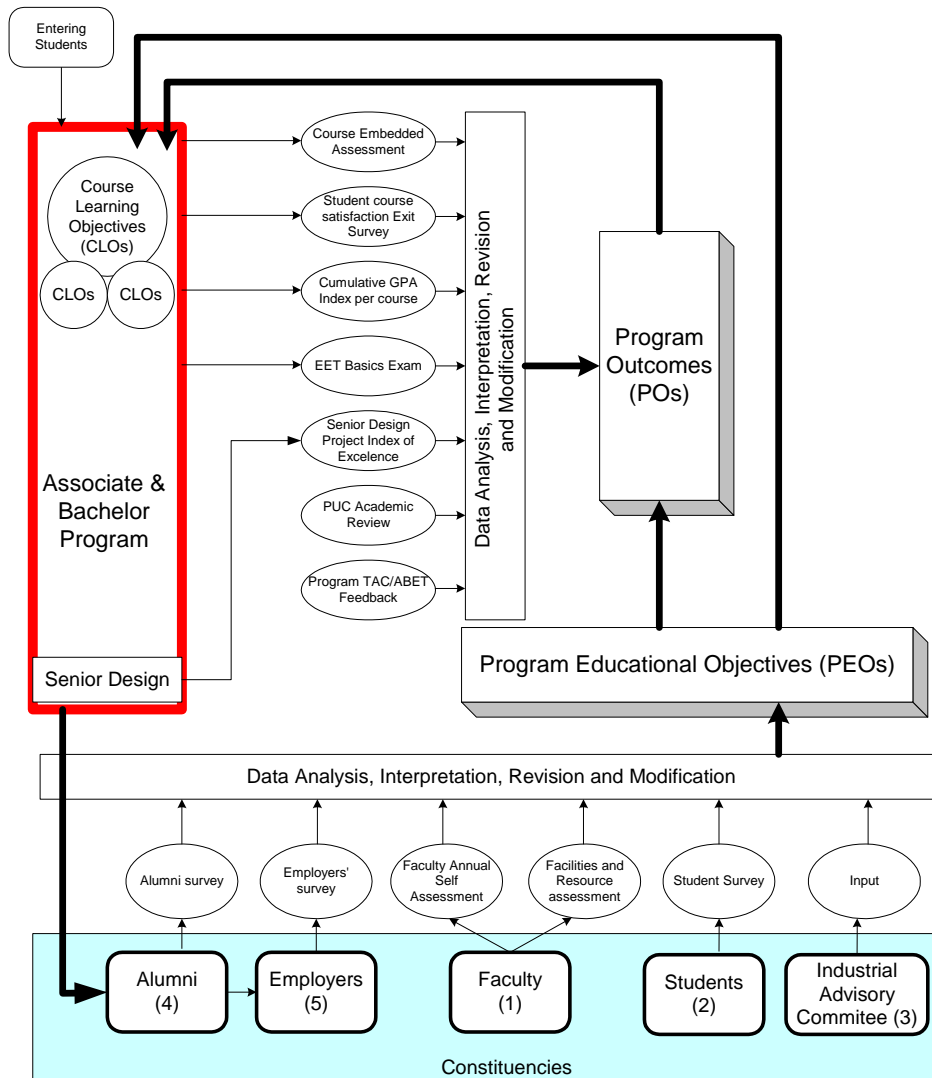 Entering
Students
Course Embedded
Assessment
Course
Learning
Objectives
(CLOs)
CLOs
CLOs
Student course
satisfaction Exit
Survey
Cumulative GPA
Index per course
EET Basics Exam
Senior Design
Project Index of
Excelence
PUC Academic
Review
Program TAC/ABET
Feedback
Associate &
Bachelor
Program
Senior Design
Data Analysis, Interpretation, Revision
and Modification
Program
Outcomes
(POs)
Program Educational Objectives (PEOs)
Data Analysis, Interpretation, Revision and Modification
Alumni survey
Employers'
survey
Faculty Annual
Self
Assessment
Facilities and
Resource
assessment
Student Survey
Input
Alumni
(4)
Employers
(5)
Faculty
(1)
Students
(2)
Industrial
Advisory
Commitee (3)
Constituencies